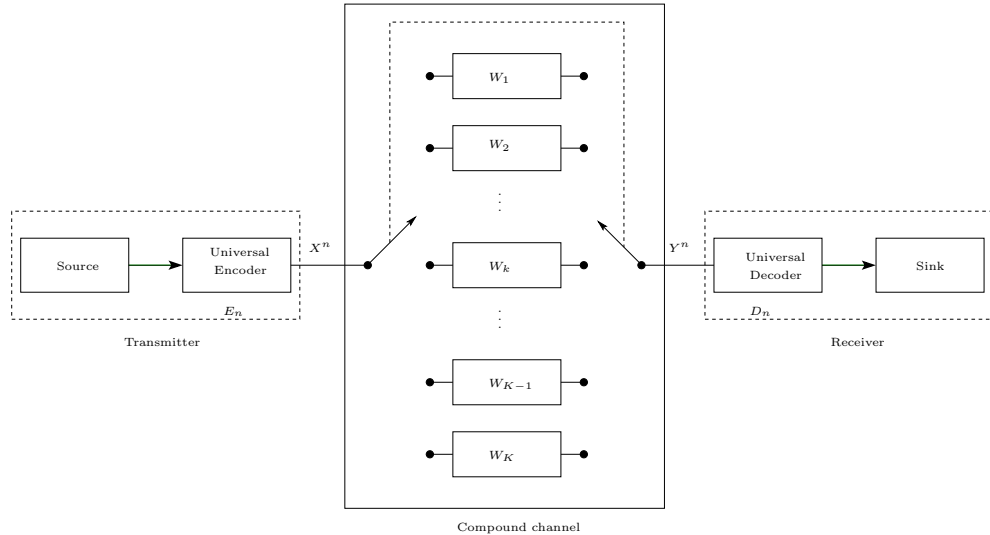 W_1
W_2
⋮
Source
Universal
Encoder
E_n
Transmitter
X^n
W_k
Y^n
Universal
Decoder
D_n
Sink
Receiver
⋮
W_{K-1}
W_K
Compound channel